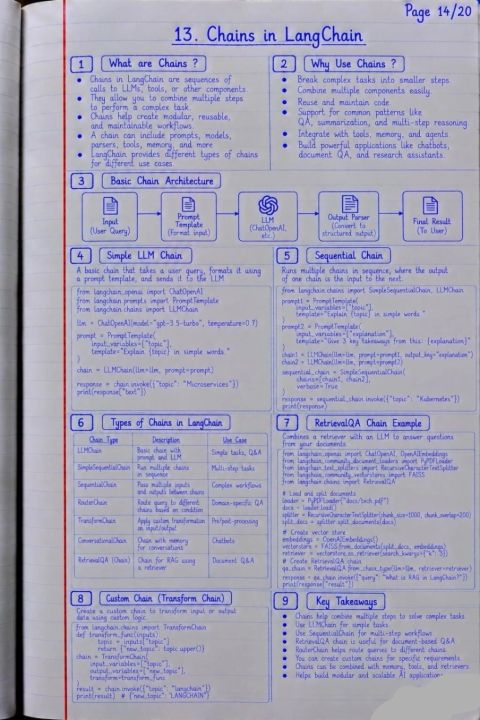 Page 14/20
13. Chains in LangChain
1 What are Chains ?
• Chains in LangChain are sequences of
calls to LLMs, tools, or other components.
• They allow you to combine multiple steps
to perform a complex task.
• Chains help create modular, reusable,
and maintainable workflows.
• A chain can include prompts, models,
parsers, tools, memory, and more
• LangChain provides different types of chains
for different use cases
2 Why Use Chains ?
• Break complex tasks into smaller steps.
• Combine multiple components easily.
• Reuse and maintain code
• Support for common patterns like
QA, summarization, and multi-step reasoning
• Integrate with tools, memory, and agents.
• Build powerful applications like chatbots,
document QA, and research assistants.
3 Basic Chain Architecture
Input
(User Query)
Prompt
Template
(Format input)
LLM
(ChatOpenAI,
etc.)
Output Parser
(Convert to
structured output)
Final Result
(To User)
4 Simple LLM Chain
A basic chain that takes a user query, formats it using
a prompt template, and sends it to the LLM
from langchain.openai import ChatOpenAI
from langchain.prompts import PromptTemplate
from langchain.chains import LLMChain
llm = ChatOpenAI(model="gpt-3.5-turbo", temperature=0.7)
prompt = PromptTemplate(
input_variables=["topic"],
template="Explain {topic} in simple words."
)
chain = LLMChain(llm=llm, prompt=prompt)
response = chain.invoke({"topic": "Microservices"})
print(response["text"])
5 Sequential Chain
Runs multiple chains in sequence, where the output
of one chain is the input to the next.
from langchain.chains import SimpleSequentialChain, LLMChain
prompt1 = PromptTemplate(
input_variables=["topic"],
template="Explain {topic} in simple words."
)
prompt2 = PromptTemplate(
input_variables=["explanation"],
template="Give 3 key takeaways from this: {explanation}"
)
chain1 = LLMChain(llm=llm, prompt=prompt1, output_key="explanation")
chain2 = LLMChain(llm=llm, prompt=prompt2)
sequential_chain = SimpleSequentialChain(
chains=[chain1, chain2],
verbose=True
)
response = sequential_chain.invoke({"topic": "Kubernetes"})
print(response)
6 Types of Chains in LangChain
Chain Type Description Use Case
LLMChain Basic chain with prompt and LLM Simple tasks, Q&A
SimpleSequentialChain Run multiple chains in sequence Multi-step tasks
SequentialChain Pass multiple inputs and outputs between chains Complex workflows
RouterChain Route query to different chains based on condition Domain-specific QA
TransformChain Apply custom transformation on input/output Pre/post-processing
ConversationalChain Chain with memory for conversations Chatbots
RetrievalQA (Chain) Chain for RAG using a retriever Document Q&A
7 RetrievalQA Chain Example
Combines a retriever with an LLM to answer questions
from your documents.
from langchain_openai import ChatOpenAI, OpenAIEmbeddings
from langchain_community.document_loaders import PyPDFLoader
from langchain_text_splitters import RecursiveCharacterTextSplitter
from langchain_community.vectorstores import FAISS
from langchain.chains import RetrievalQA
# Load and split documents
loader = PyPDFLoader("docs/tech.pdf")
docs = loader.load()
splitter = RecursiveCharacterTextSplitter(chunk_size=1000, chunk_overlap=200)
split_docs = splitter.split_documents(docs)
# Create vector store
embeddings = OpenAIEmbeddings()
vectorstore = FAISS.from_documents(split_docs, embeddings)
retriever = vectorstore.as_retriever(search_kwargs={"k": 3})
# Create RetrievalQA chain
qa_chain = RetrievalQA.from_chain_type(llm=llm, retriever=retriever)
response = qa_chain.invoke({"query": "What is RAG in LangChain?"})
print(response["result"])
8 Custom Chain (Transform Chain)
Create a custom chain to transform input or output
data using custom logic.
from langchain.chains import TransformChain
def transform_func(inputs):
topic = inputs["topic"]
return {"new_topic": topic.upper()}
chain = TransformChain(
input_variables=["topic"],
output_variables=["new_topic"],
transform=transform_func
)
result = chain.invoke({"topic": "langchain"})
print(result) # {"new_topic": "LANGCHAIN"}
9 Key Takeaways
• Chains help combine multiple steps to solve complex tasks
• Use LLMChain for simple tasks
• Use SequentialChain for multi-step workflows
• RetrievalQA chain is useful for document-based Q&A
• RouterChain helps route queries to different chains
• You can create custom chains for specific requirements
• Chains can be combined with memory, tools, and retrievers
• Helps build modular and scalable AI application